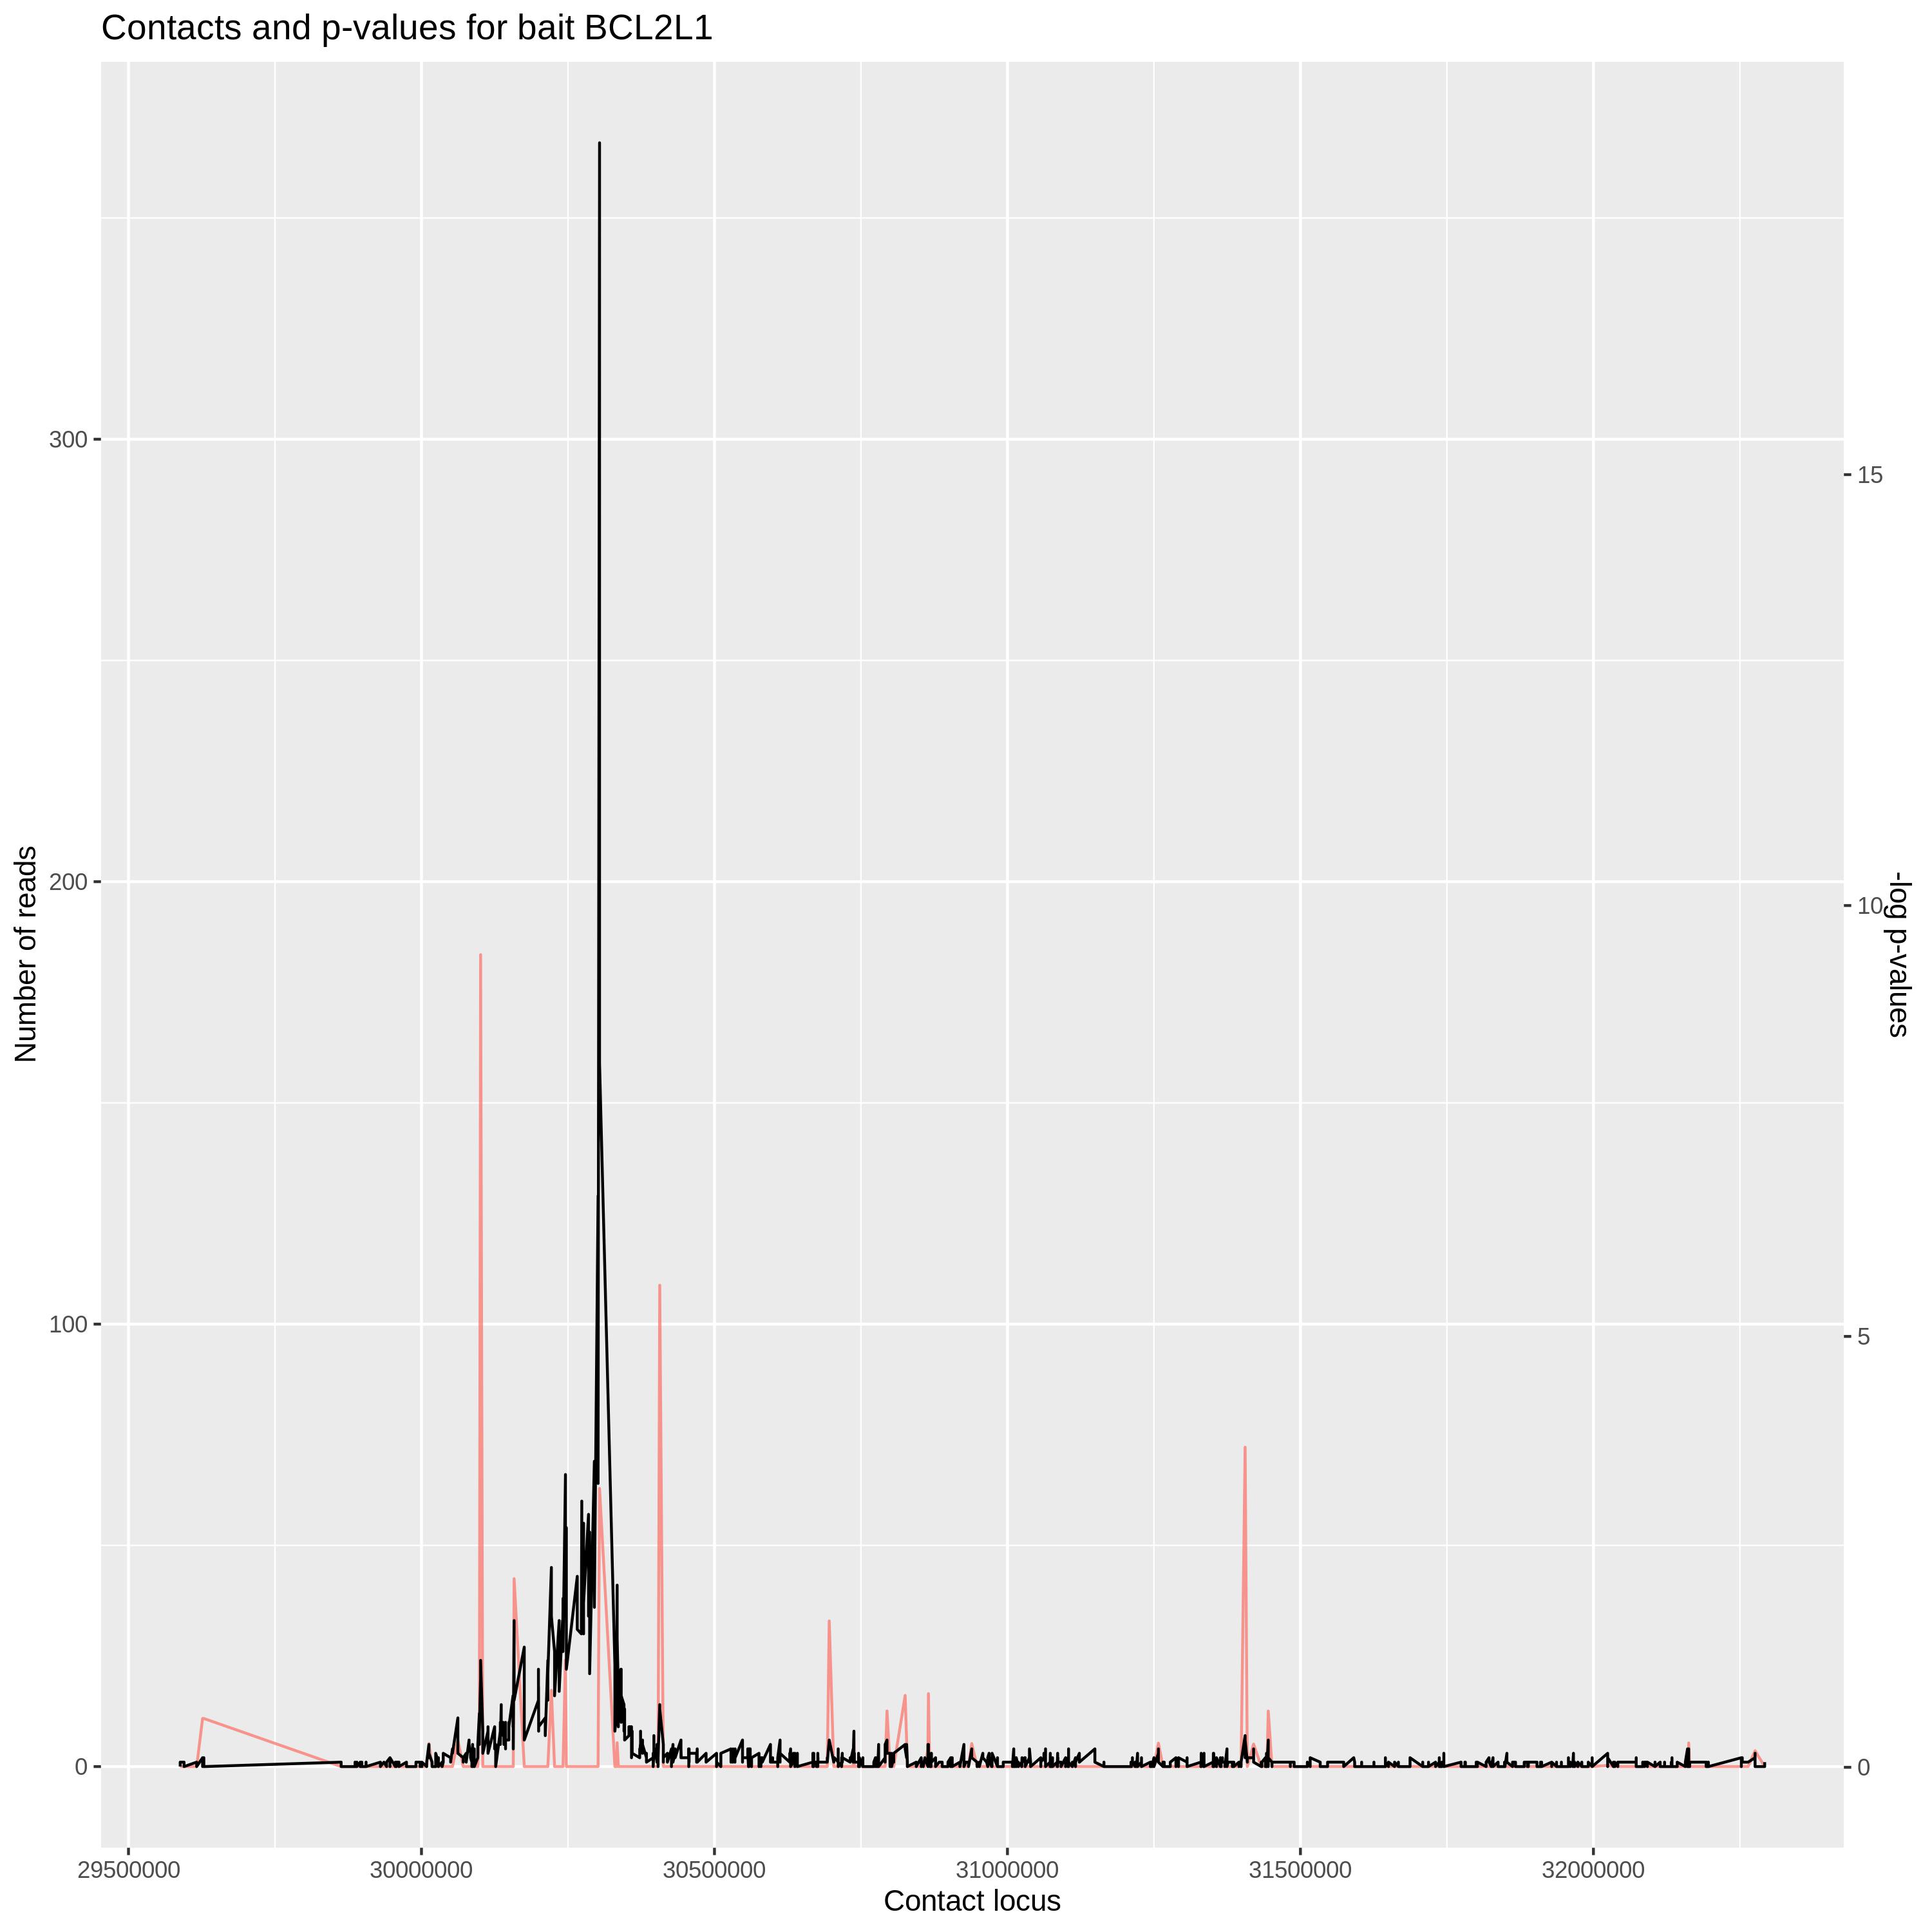 Contacts and p-values for bait BCL2L1
Number of reads
300
200
100
0
15
10
5
0
-log p-values
29500000 30000000 30500000 31000000 31500000 32000000
Contact locus